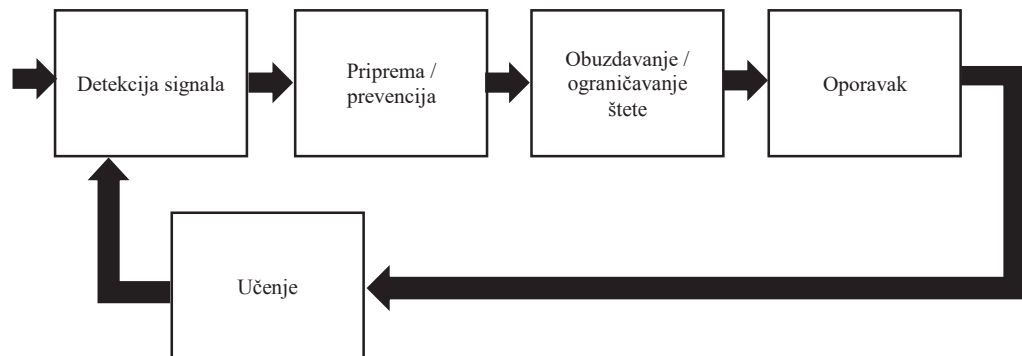 Detekcija signala
Priprema /
prevencija
Obuzdavanje /
ograničavanje
štete
Oporavak
Učenje